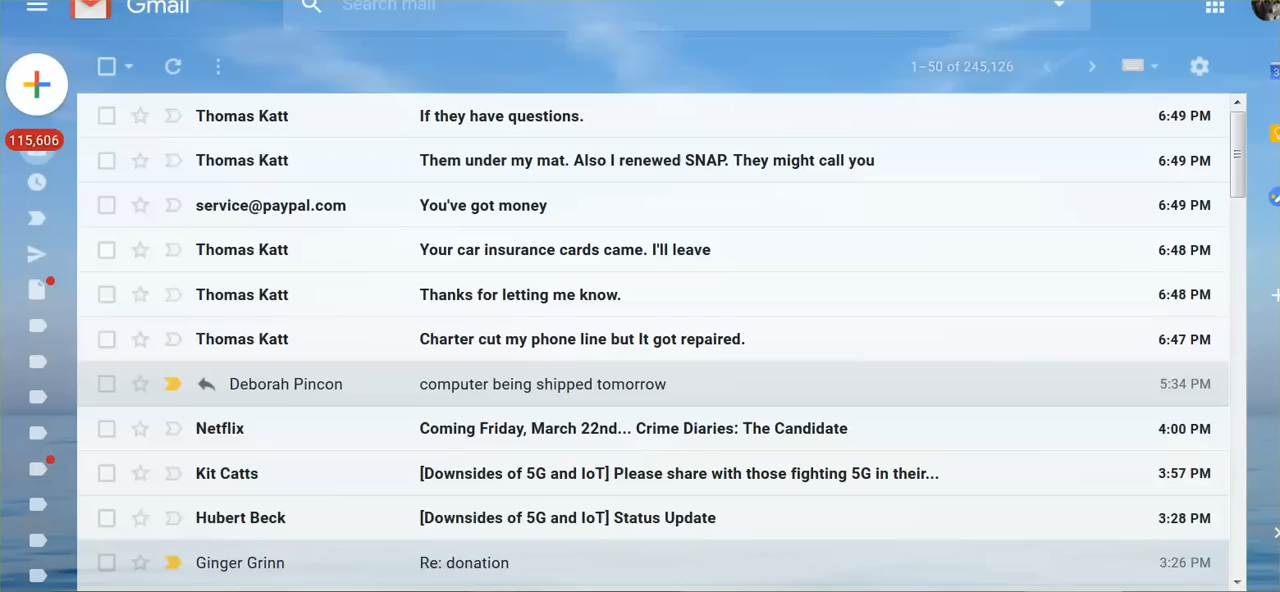 Gmail
Search mail
1–50 of 245,126
115,606
Thomas Katt If they have questions. 6:49 PM
Thomas Katt Them under my mat. Also I renewed SNAP. They might call you 6:49 PM
service@paypal.com You've got money 6:49 PM
Thomas Katt Your car insurance cards came. I'll leave 6:48 PM
Thomas Katt Thanks for letting me know. 6:48 PM
Thomas Katt Charter cut my phone line but It got repaired. 6:47 PM
Deborah Pincon computer being shipped tomorrow 5:34 PM
Netflix Coming Friday, March 22nd... Crime Diaries: The Candidate 4:00 PM
Kit Catts [Downsides of 5G and IoT] Please share with those fighting 5G in their... 3:57 PM
Hubert Beck [Downsides of 5G and IoT] Status Update 3:28 PM
Ginger Grinn Re: donation 3:26 PM